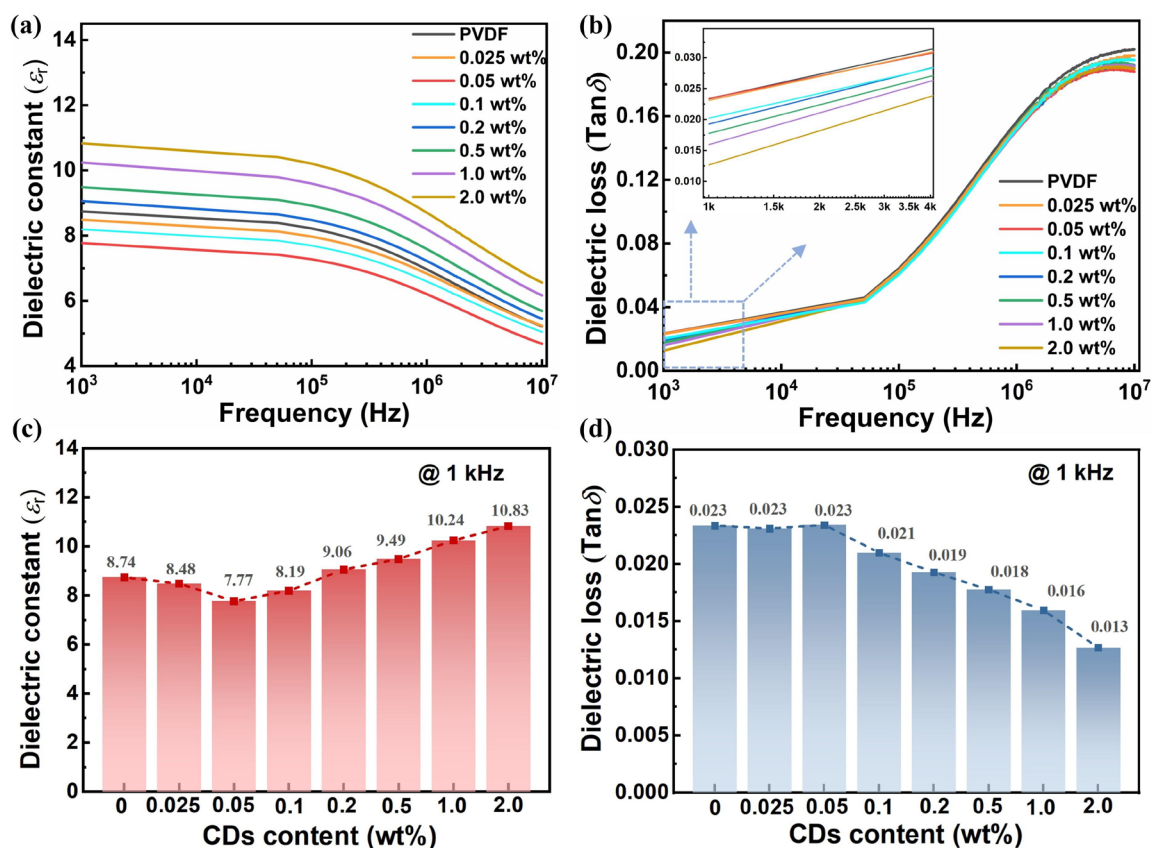 (a)
14
12
10
8
6
4
Dielectric constant (εr)
PVDF
0.025 wt%
0.05 wt%
0.1 wt%
0.2 wt%
0.5 wt%
1.0 wt%
2.0 wt%
10³ 10⁴ 10⁵ 10⁶ 10⁷
Frequency (Hz)
(b)
0.20
0.16
0.12
0.08
0.04
0.00
Dielectric loss (Tanδ)
0.030
0.025
0.020
0.015
0.010
1k 1.5k 2k 2.5k 3k 3.5k 4k
PVDF
0.025 wt%
0.05 wt%
0.1 wt%
0.2 wt%
0.5 wt%
1.0 wt%
2.0 wt%
10³ 10⁴ 10⁵ 10⁶ 10⁷
Frequency (Hz)
(c)
14
12
10
8
6
4
2
0
Dielectric constant (εr)
@ 1 kHz
8.74 8.48 7.77 8.19 9.06 9.49 10.24 10.83
0 0.025 0.05 0.1 0.2 0.5 1.0 2.0
CDs content (wt%)
(d)
0.030
0.025
0.020
0.015
0.010
0.005
0.000
Dielectric loss (Tanδ)
@ 1 kHz
0.023 0.023 0.023 0.021 0.019 0.018 0.016 0.013
0 0.025 0.05 0.1 0.2 0.5 1.0 2.0
CDs content (wt%)